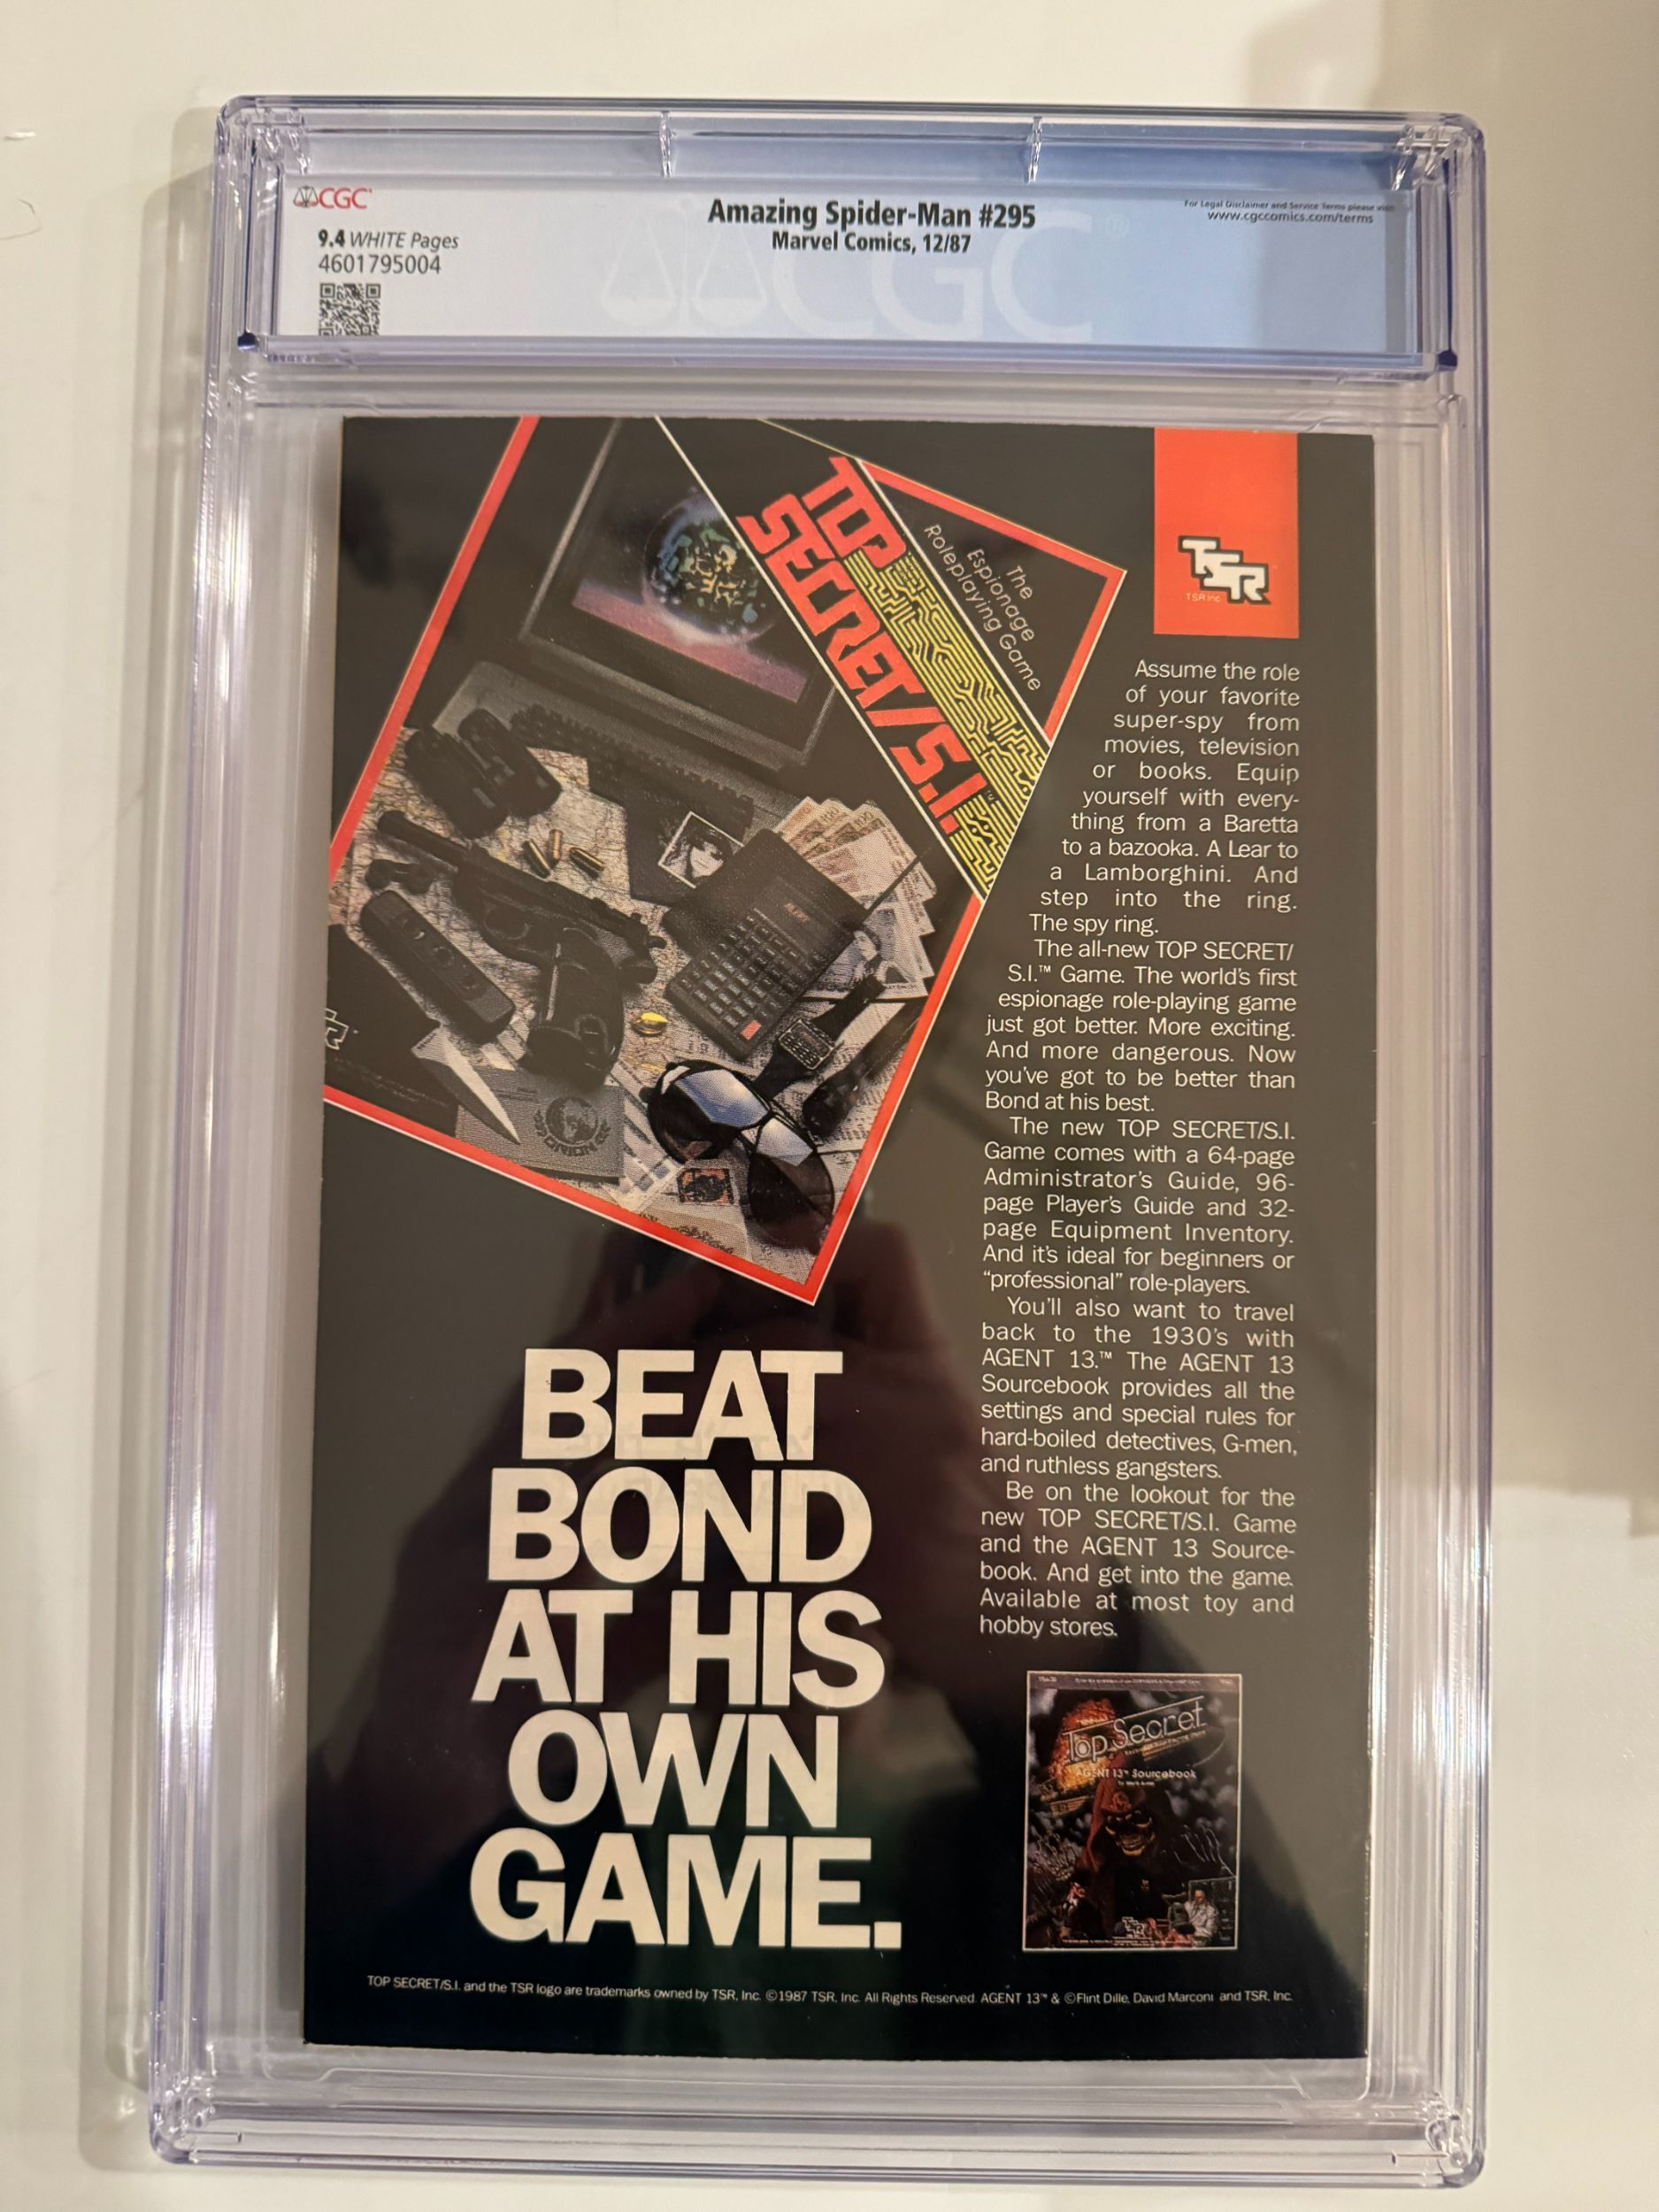 CGC
9.4 WHITE Pages
4601795004
Amazing Spider-Man #295
Marvel Comics, 12/87
For Legal Disclaimer and Service Terms please visit
www.cgccomics.com/terms
CGC
TOP
SECRET/S.I.™
The
Espionage
Roleplaying Game
TSR
TSR, Inc.
ORION
Assume the role
of your favorite
super-spy from
movies, television
or books. Equip
yourself with every-
thing from a Baretta
to a bazooka. A Lear to
a Lamborghini. And
step into the ring.
The spy ring.
The all-new TOP SECRET/
S.I.™ Game. The world's first
espionage role-playing game
just got better. More exciting.
And more dangerous. Now
you've got to be better than
Bond at his best.
The new TOP SECRET/S.I.
Game comes with a 64-page
Administrator's Guide, 96-
page Player's Guide and 32-
page Equipment Inventory.
And it's ideal for beginners or
“professional” role-players.
You'll also want to travel
back to the 1930's with
AGENT 13.™ The AGENT 13
Sourcebook provides all the
settings and special rules for
hard-boiled detectives, G-men,
and ruthless gangsters.
Be on the lookout for the
new TOP SECRET/S.I. Game
and the AGENT 13 Source-
book. And get into the game.
Available at most toy and
hobby stores.
BEAT
BOND
AT HIS
OWN
GAME.
Top Secret
AGENT 13™ Sourcebook
TSR
TOP SECRET/S.I. and the TSR logo are trademarks owned by TSR, Inc. ©1987 TSR, Inc. All Rights Reserved. AGENT 13™ & ©Flint Dille, David Marconi and TSR, Inc.